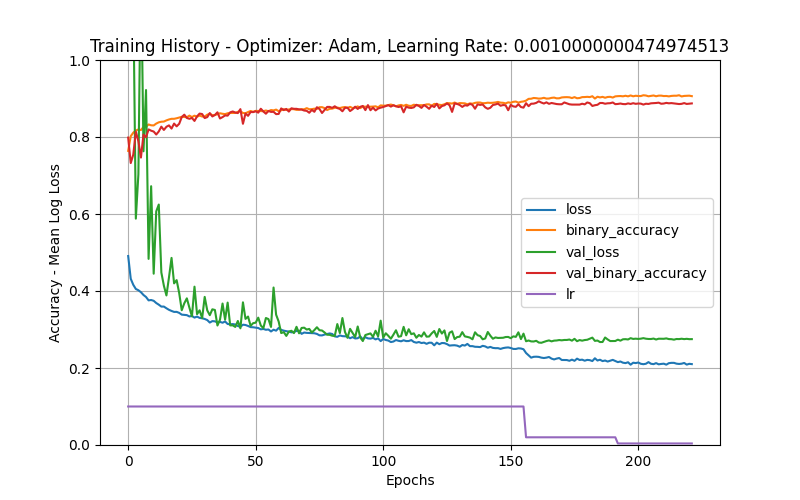 Training History - Optimizer: Adam, Learning Rate: 0.0010000000474974513
1.0
0.8
0.6
0.4
0.2
0.0
Accuracy - Mean Log Loss
loss
binary_accuracy
val_loss
val_binary_accuracy
lr
0 50 100 150 200
Epochs